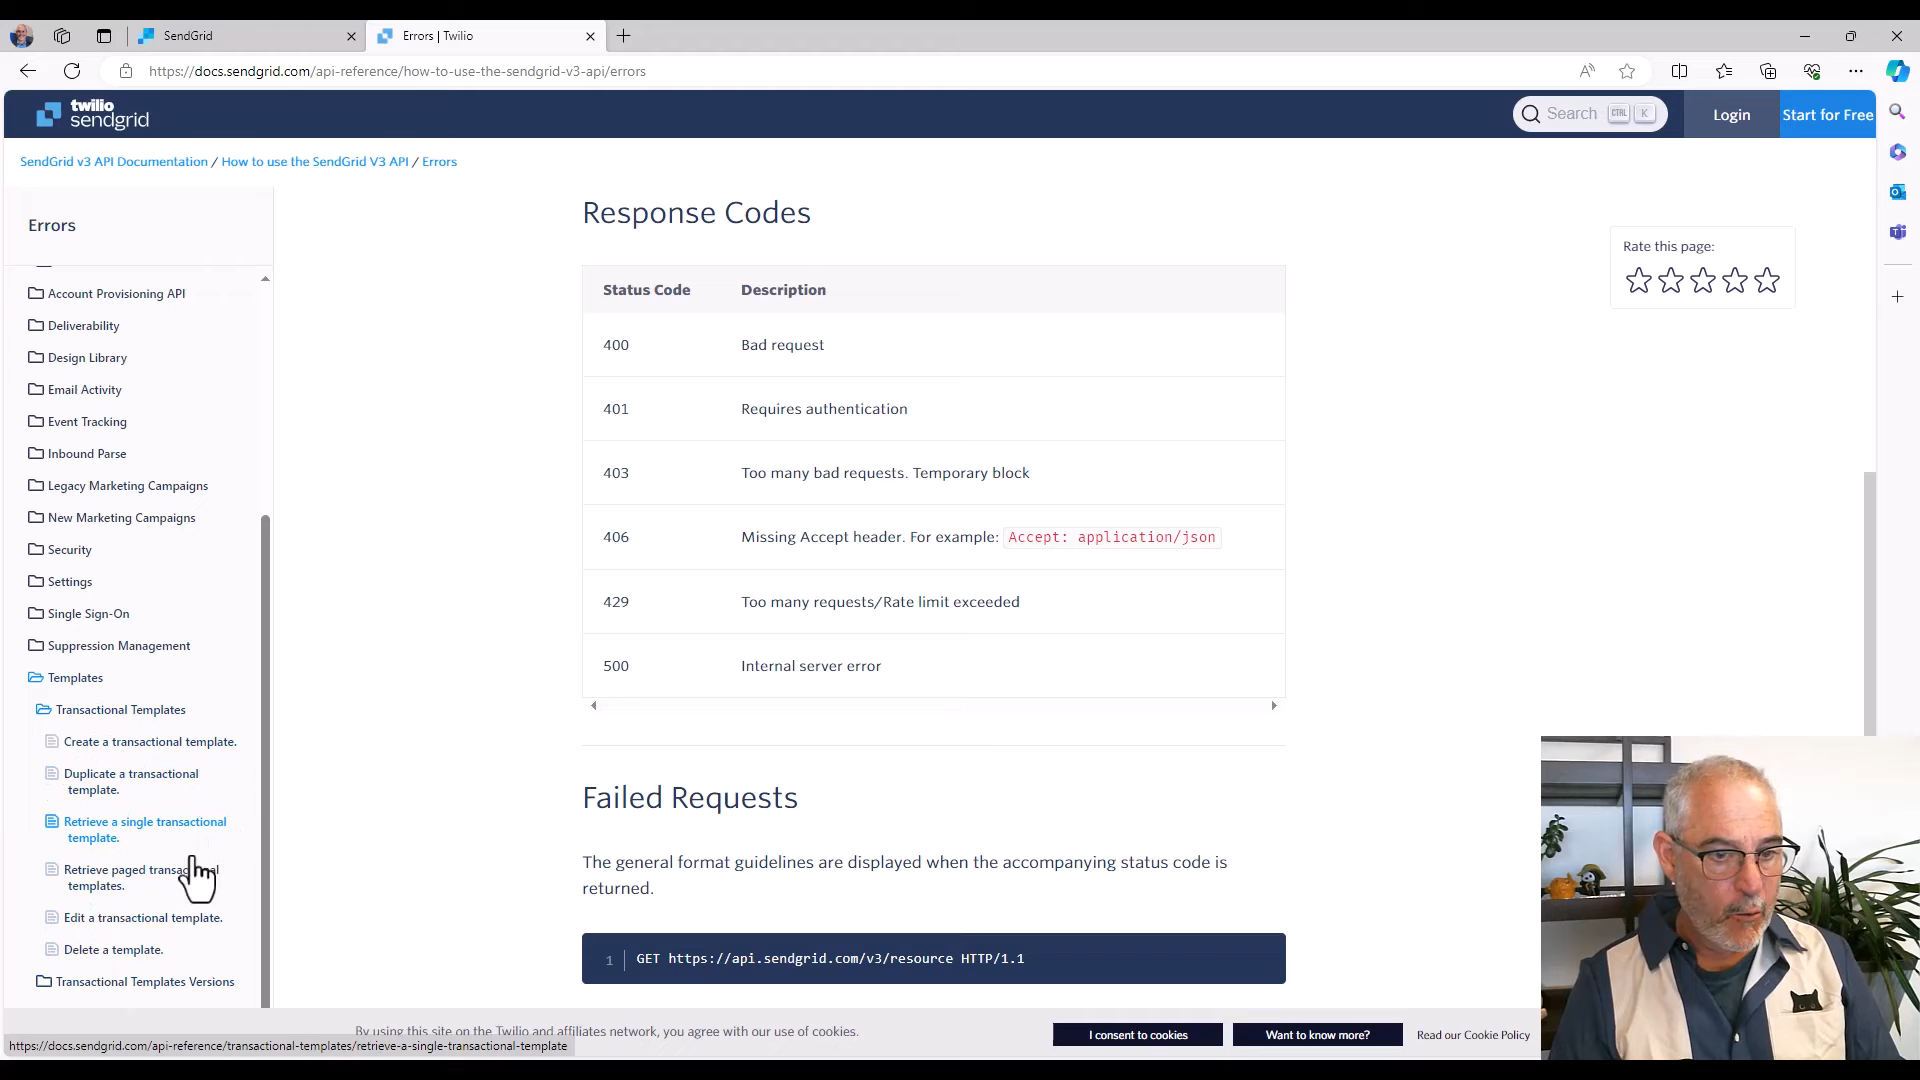 SendGrid
Errors | Twilio
https://docs.sendgrid.com/api-reference/how-to-use-the-sendgrid-v3-api/errors
twilio
sendgrid
Search CTRL K
Login
Start for Free
SendGrid v3 API Documentation / How to use the SendGrid V3 API / Errors
Errors
Account Provisioning API
Deliverability
Design Library
Email Activity
Event Tracking
Inbound Parse
Legacy Marketing Campaigns
New Marketing Campaigns
Security
Settings
Single Sign-On
Suppression Management
Templates
Transactional Templates
Create a transactional template.
Duplicate a transactional
template.
Retrieve a single transactional
template.
Retrieve paged transactional
templates.
Edit a transactional template.
Delete a template.
Transactional Templates Versions
Response Codes
Status Code Description
400 Bad request
401 Requires authentication
403 Too many bad requests. Temporary block
406 Missing Accept header. For example: Accept: application/json
429 Too many requests/Rate limit exceeded
500 Internal server error
Failed Requests
The general format guidelines are displayed when the accompanying status code is
returned.
1 GET https://api.sendgrid.com/v3/resource HTTP/1.1
Rate this page:
By using this site on the Twilio and affiliates network, you agree with our use of cookies.
I consent to cookies
Want to know more?
Read our Cookie Policy
https://docs.sendgrid.com/api-reference/transactional-templates/retrieve-a-single-transactional-template